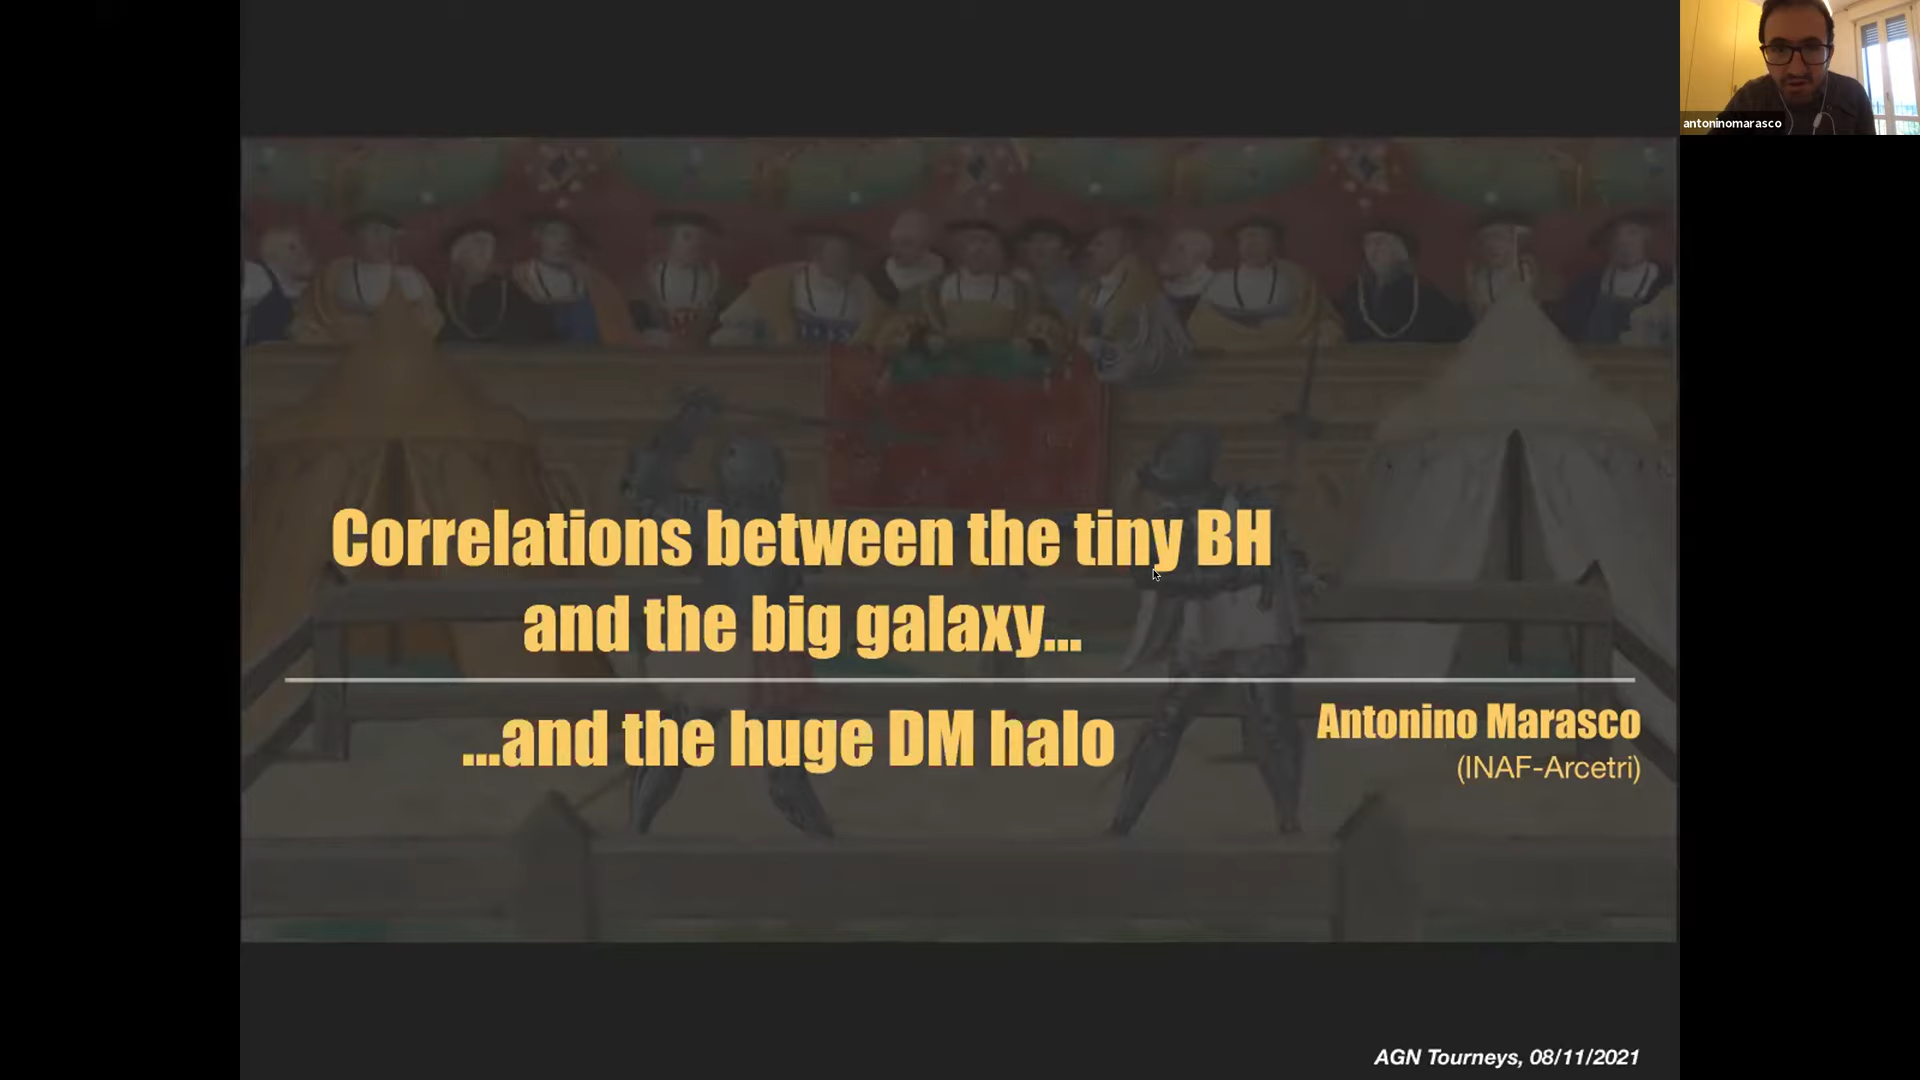 antoninomarasco
Correlations between the tiny BH
and the big galaxy...
...and the huge DM halo
Antonino Marasco
(INAF-Arcetri)
AGN Tourneys, 08/11/2021